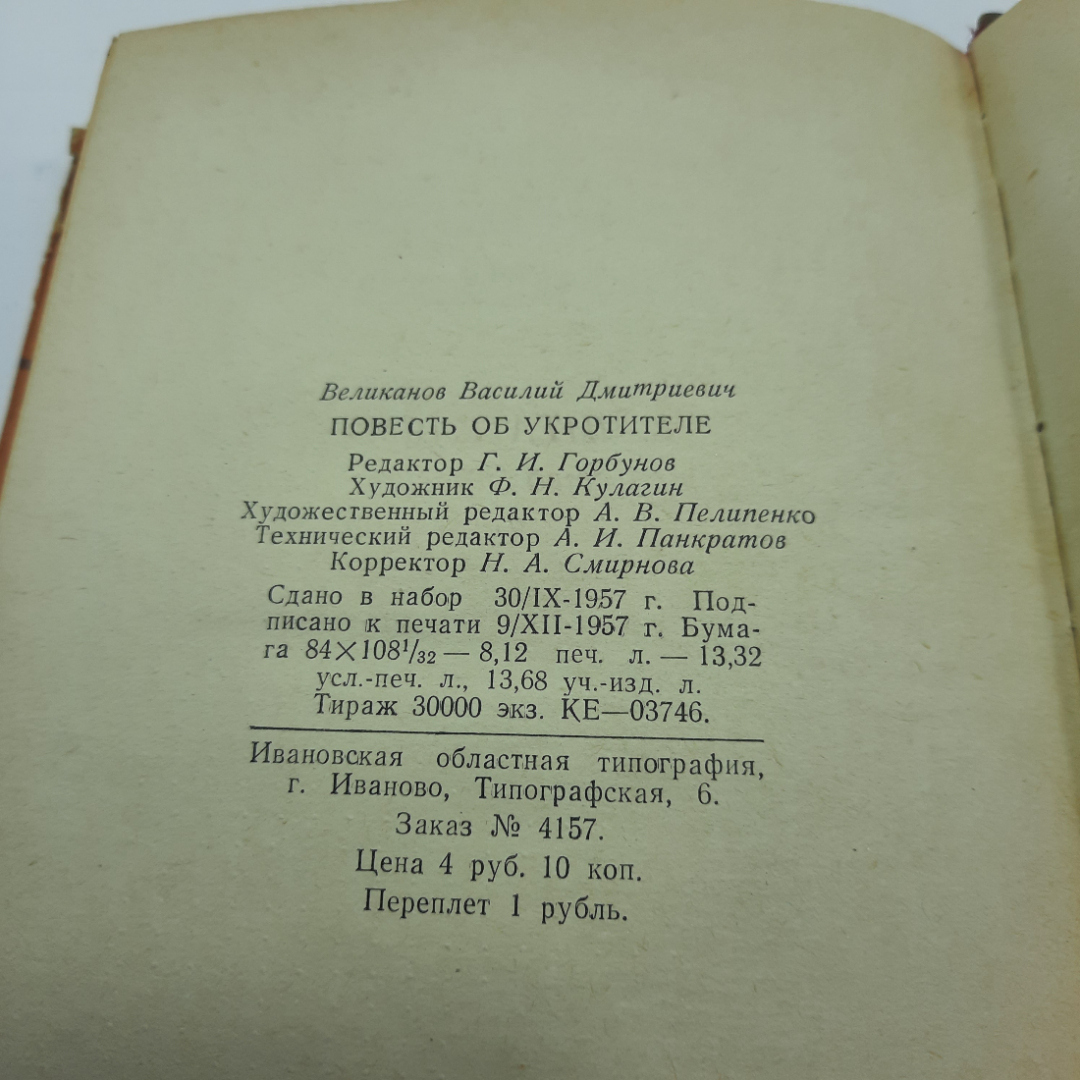 Великанов Василий Дмитриевич
ПОВЕСТЬ ОБ УКРОТИТЕЛЕ
Редактор Г. И. Горбунов
Художник Ф. Н. Кулагин
Художественный редактор А. В. Пелипенко
Технический редактор А. И. Панкратов
Корректор Н. А. Смирнова
Сдано в набор 30/IX-1957 г. Под-
писано к печати 9/XII-1957 г. Бума-
га 84×108¹/₃₂ — 8,12 печ. л. — 13,32
усл.-печ. л., 13,68 уч.-изд. л.
Тираж 30000 экз. КЕ—03746.
Ивановская областная типография,
г. Иваново, Типографская, 6.
Заказ № 4157.
Цена 4 руб. 10 коп.
Переплет 1 рубль.